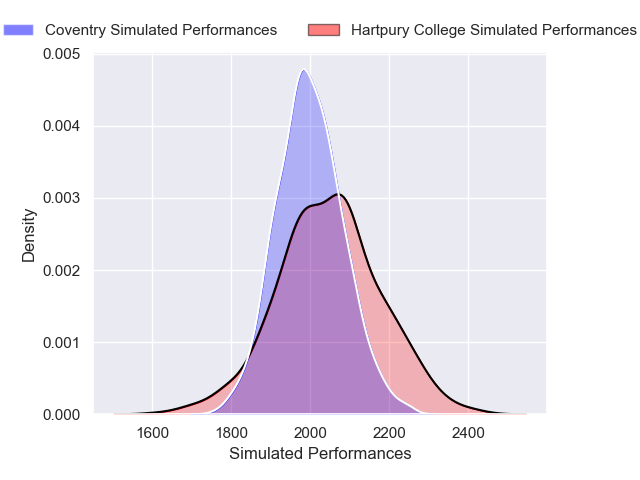 Coventry Simulated Performances
Hartpury College Simulated Performances
0.005
0.004
0.003
0.002
0.001
0.000
Density
1600 1800 2000 2200 2400
Simulated Performances